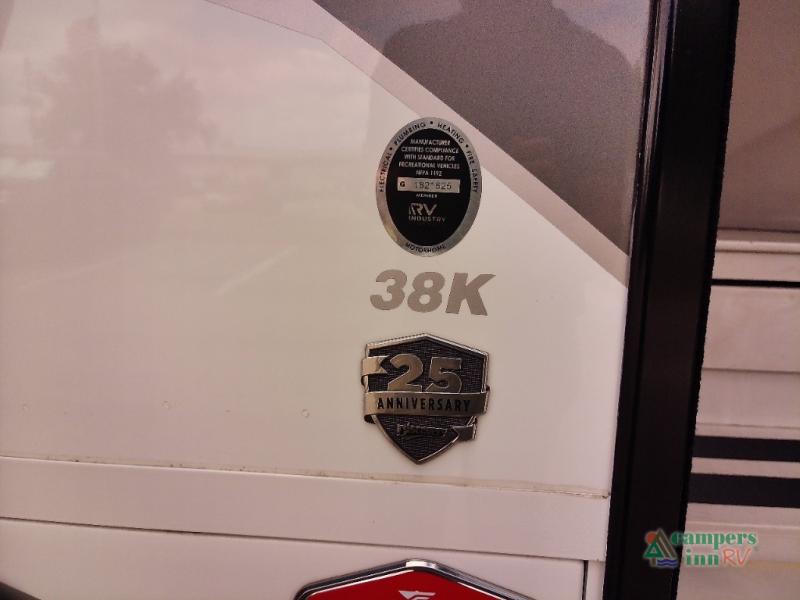 ELECTRICAL • PLUMBING • HEATING • FIRE SAFETY
MANUFACTURER
CERTIFIES COMPLIANCE
WITH STANDARD FOR
RECREATIONAL VEHICLES
NFPA 1192
G
MEMBER
RV
INDUSTRY
MOTORHOME
38K
25
ANNIVERSARY
campers
inn RV